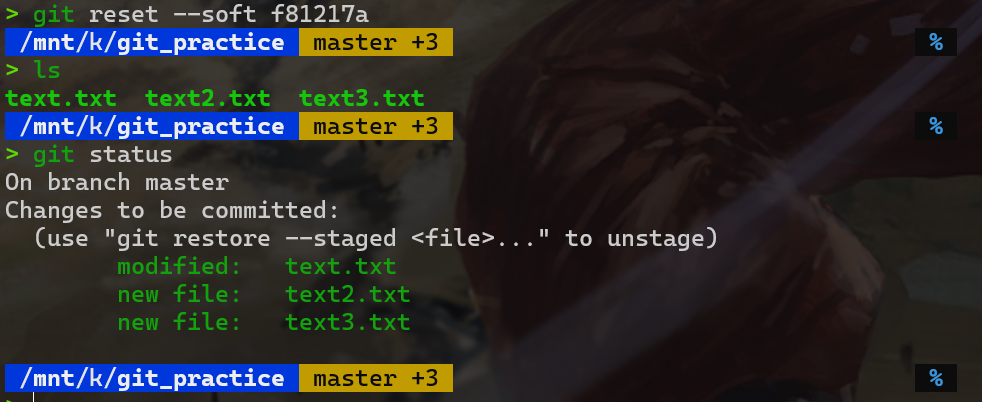 > git reset --soft f81217a
/mnt/k/git_practice master +3 %
> ls
text.txt text2.txt text3.txt
/mnt/k/git_practice master +3 %
> git status
On branch master
Changes to be committed:
(use "git restore --staged <file>..." to unstage)
modified: text.txt
new file: text2.txt
new file: text3.txt
/mnt/k/git_practice master +3 %